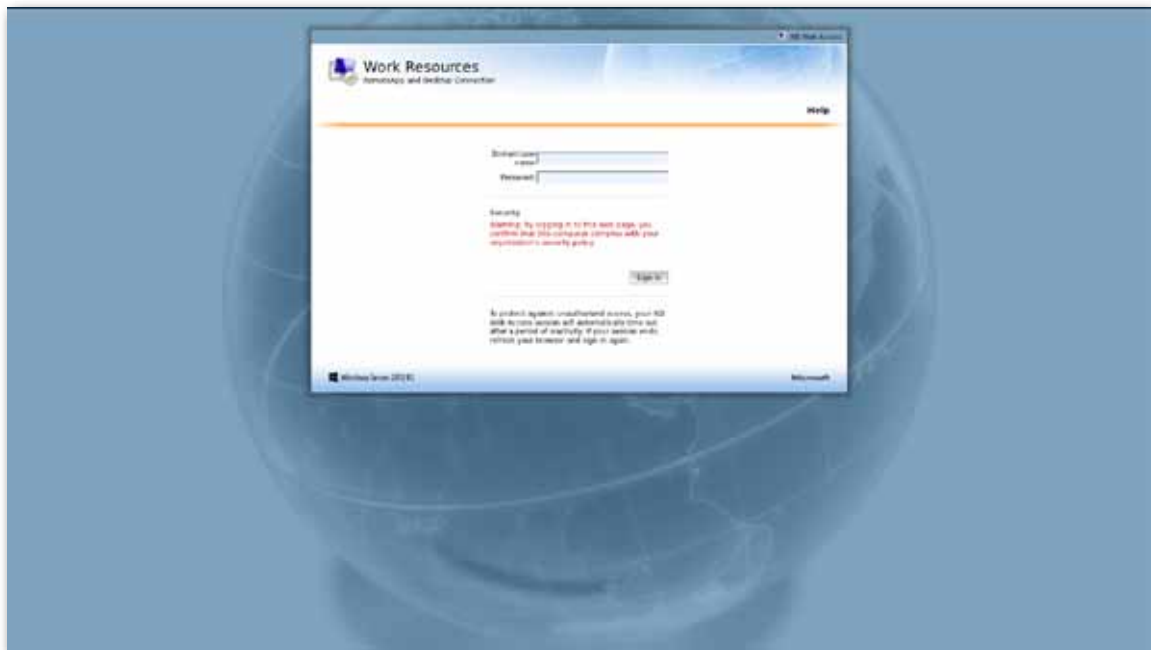 RD Web Access
Work Resources
RemoteApp and Desktop Connection
Help
Domain\user
name:
Password:
Security
Warning: By logging in to this web page, you
confirm that this computer complies with your
organization's security policy.
Sign in
To protect against unauthorized access, your RD
Web Access session will automatically time out
after a period of inactivity. If your session ends,
refresh your browser and sign in again.
Windows Server
Microsoft